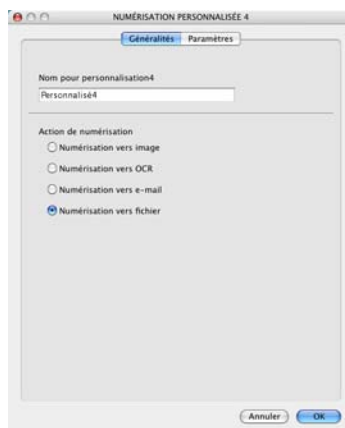 NUMÉRISATION PERSONNALISÉE 4
Généralités Paramètres
Nom pour personnalisation4
Personnalisé4
Action de numérisation
Numérisation vers image
Numérisation vers OCR
Numérisation vers e-mail
Numérisation vers fichier
Annuler OK